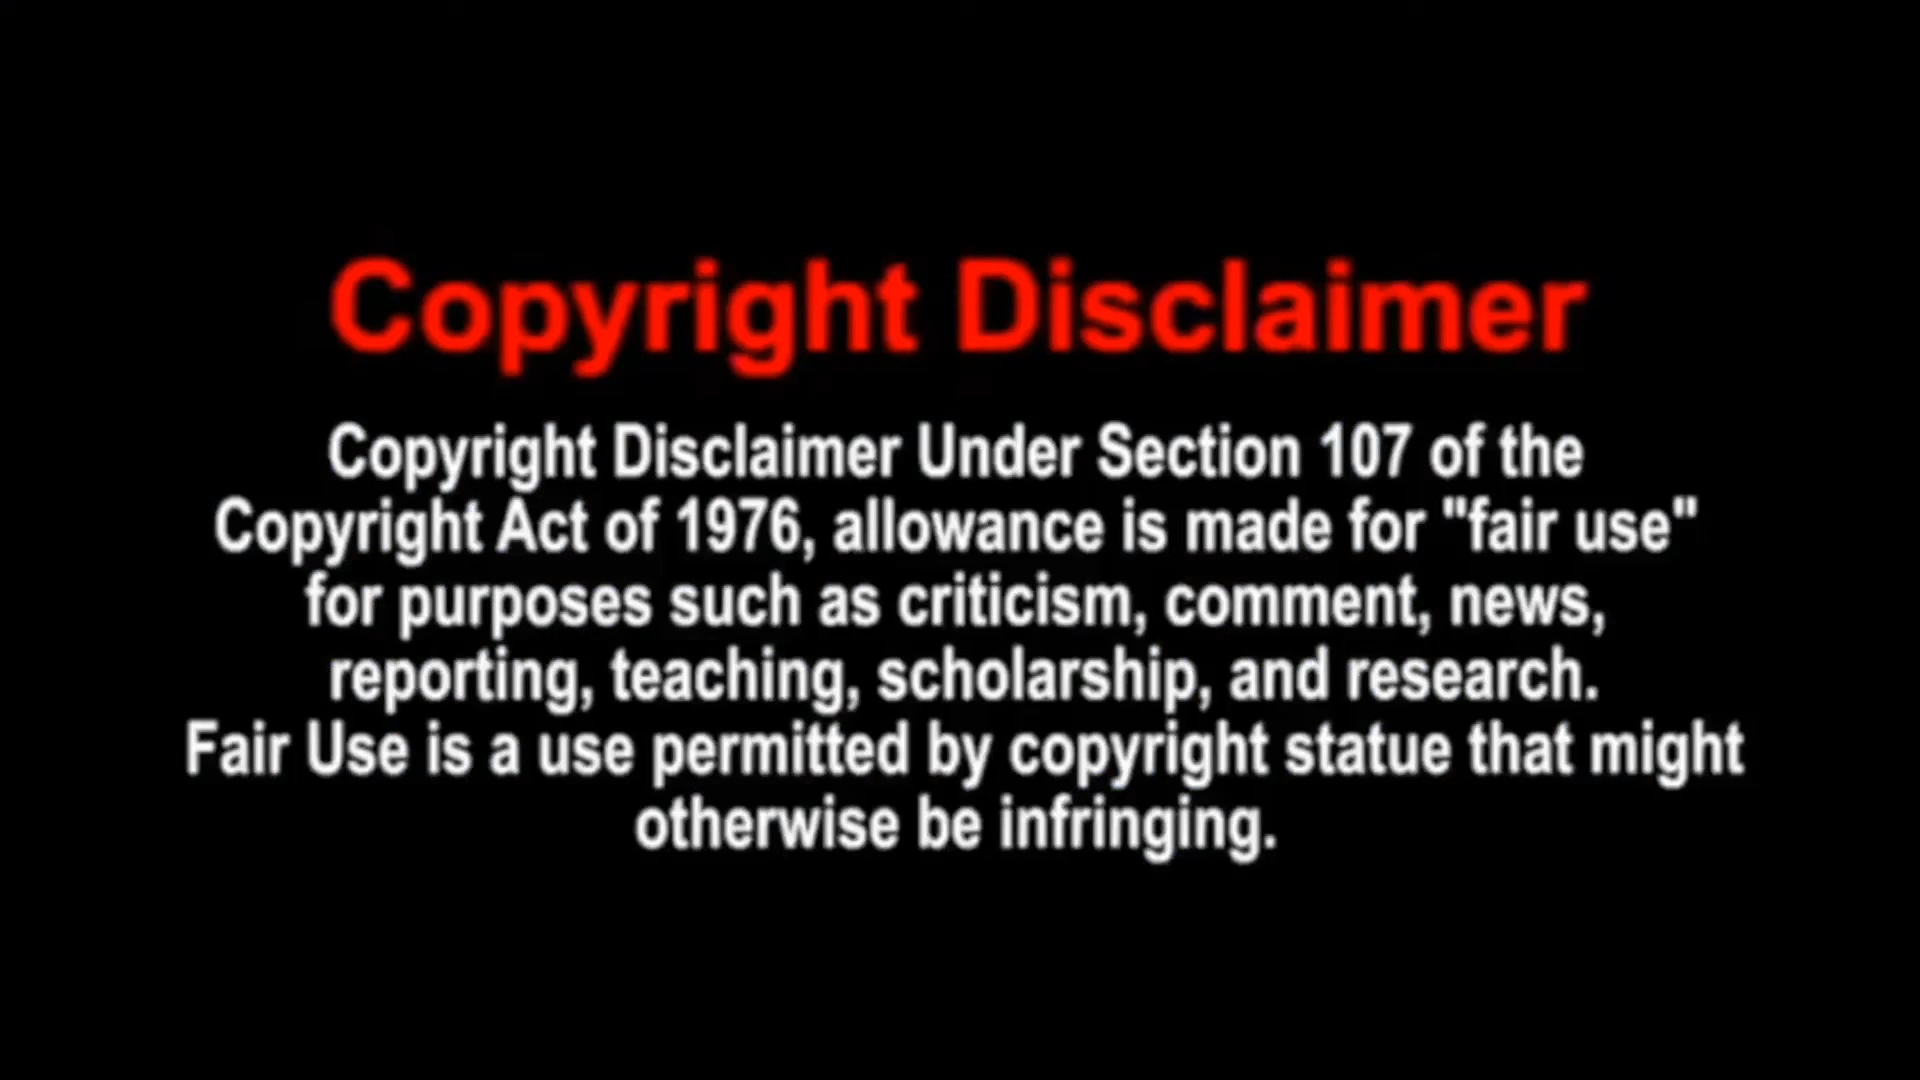 Copyright Disclaimer
Copyright Disclaimer Under Section 107 of the
Copyright Act of 1976, allowance is made for "fair use"
for purposes such as criticism, comment, news,
reporting, teaching, scholarship, and research.
Fair Use is a use permitted by copyright statue that might
otherwise be infringing.